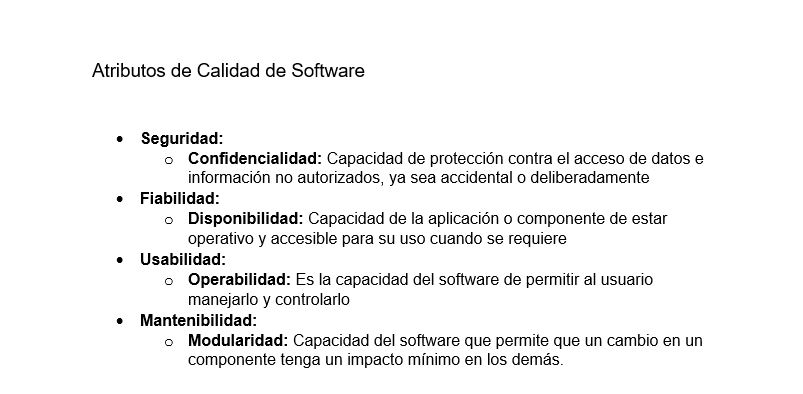 Atributos de Calidad de Software
• Seguridad:
o Confidencialidad: Capacidad de protección contra el acceso de datos e
información no autorizados, ya sea accidental o deliberadamente
• Fiabilidad:
o Disponibilidad: Capacidad de la aplicación o componente de estar
operativo y accesible para su uso cuando se requiere
• Usabilidad:
o Operabilidad: Es la capacidad del software de permitir al usuario
manejarlo y controlarlo
• Mantenibilidad:
o Modularidad: Capacidad del software que permite que un cambio en un
componente tenga un impacto mínimo en los demás.